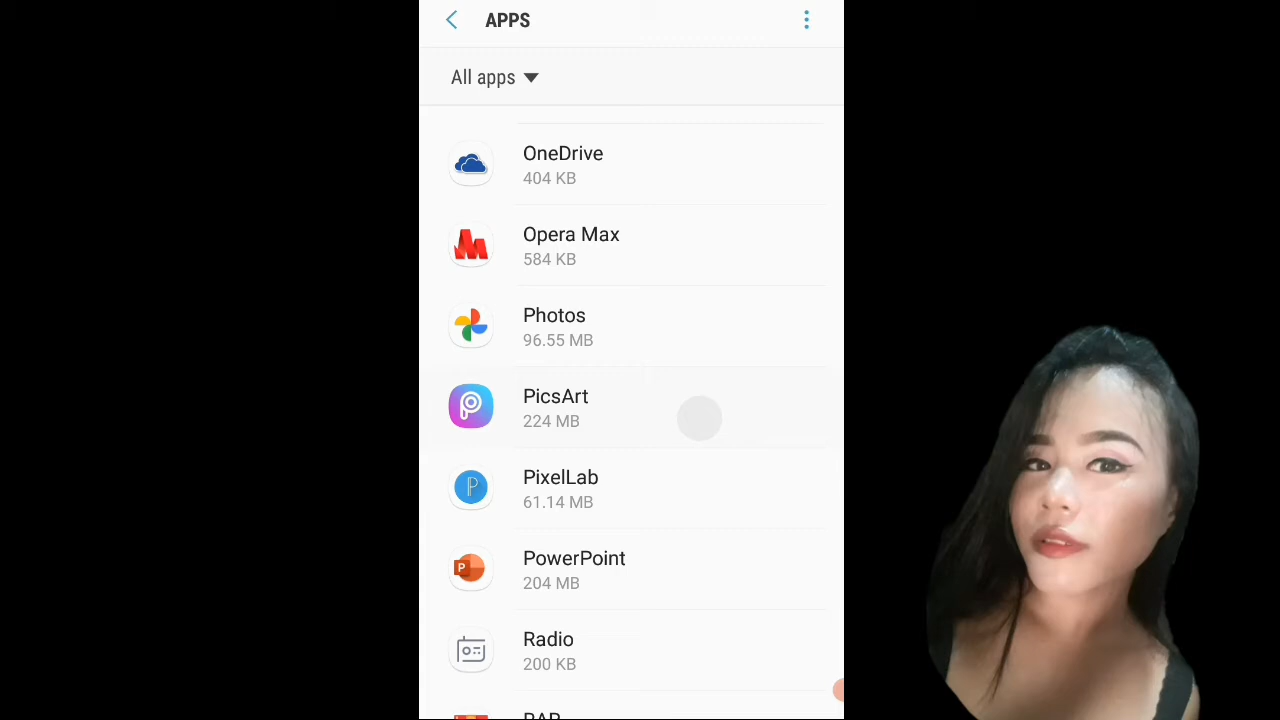 APPS
All apps
OneDrive
404 KB
Opera Max
584 KB
Photos
96.55 MB
PicsArt
224 MB
PixelLab
61.14 MB
PowerPoint
204 MB
Radio
200 KB